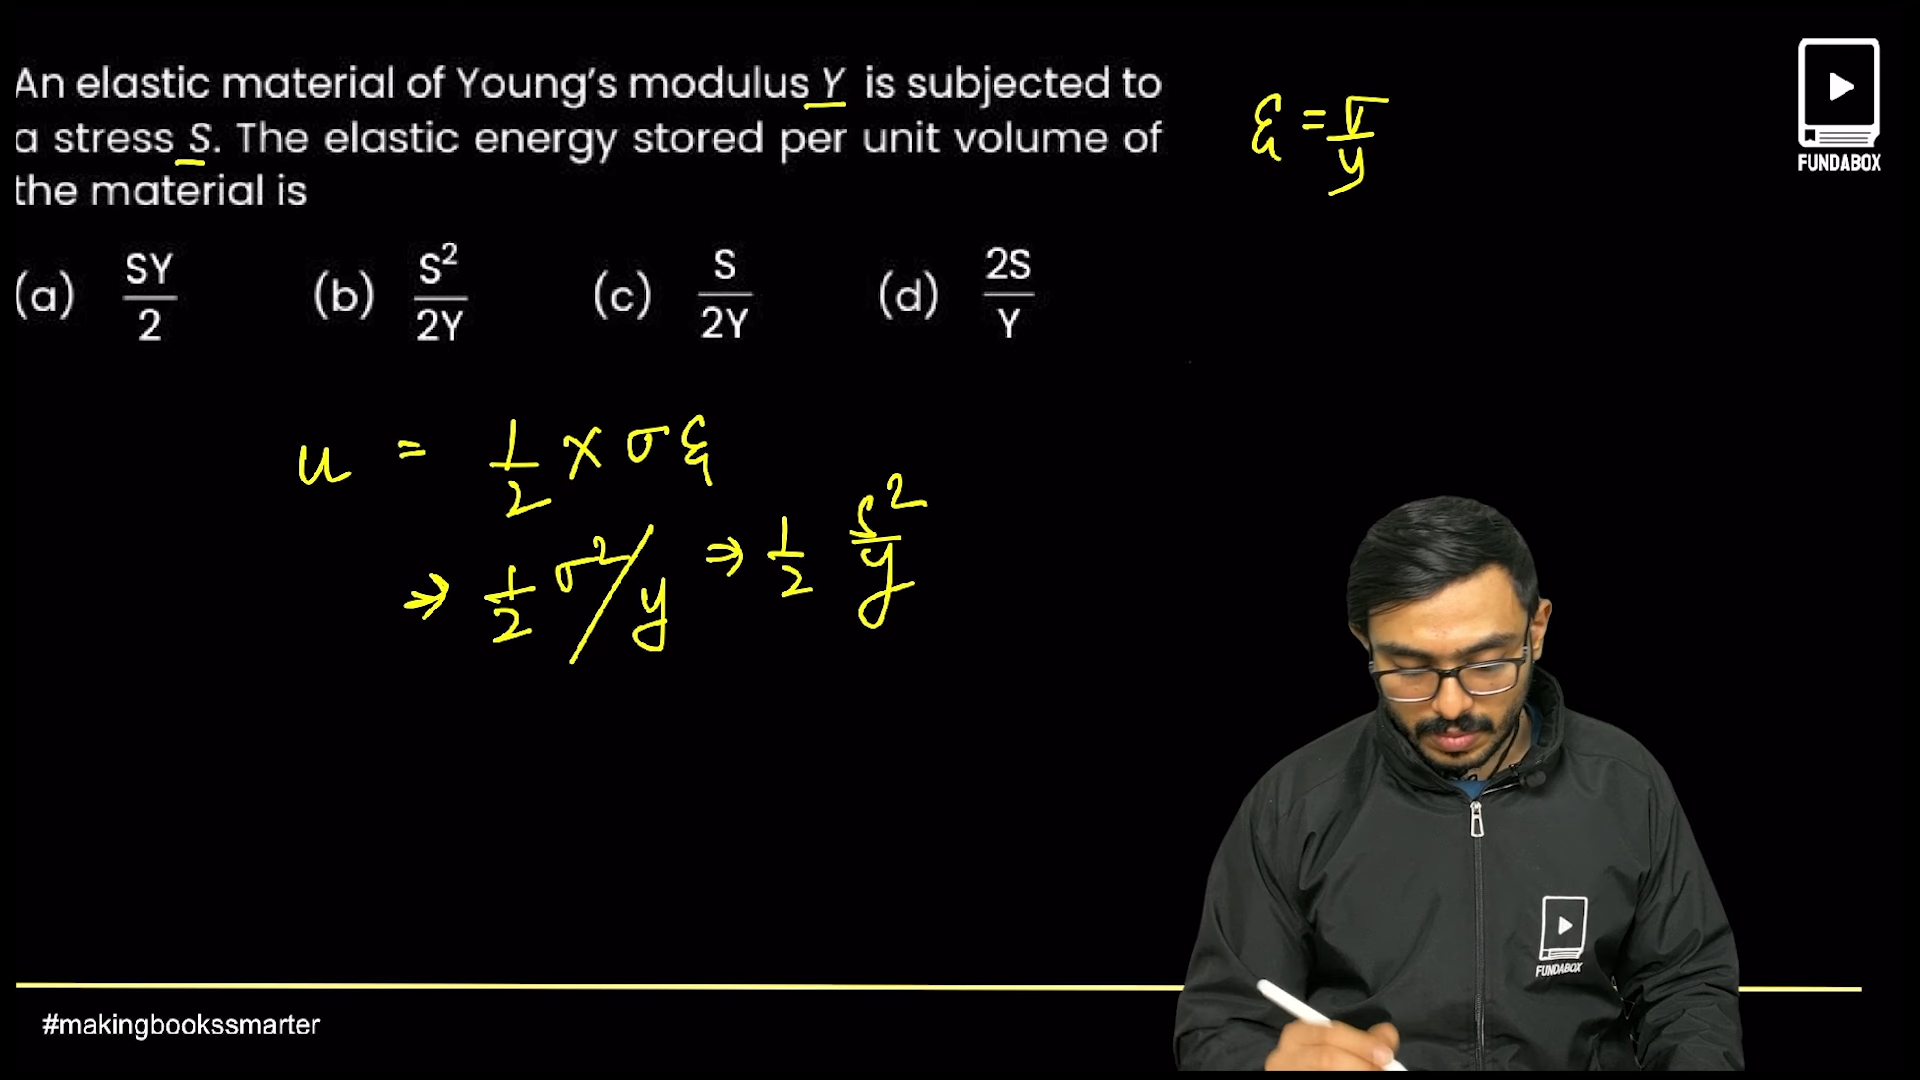 An elastic material of Young's modulus Y is subjected to
a stress S. The elastic energy stored per unit volume of
the material is
(a) SY/2 (b) S²/2Y (c) S/2Y (d) 2S/Y
ε = σ/y
u = 1/2 × σε
⇒ 1/2 σ²/y ⇒ 1/2 s²/y
FUNDABOX
FUNDABOX
#makingbookssmarter